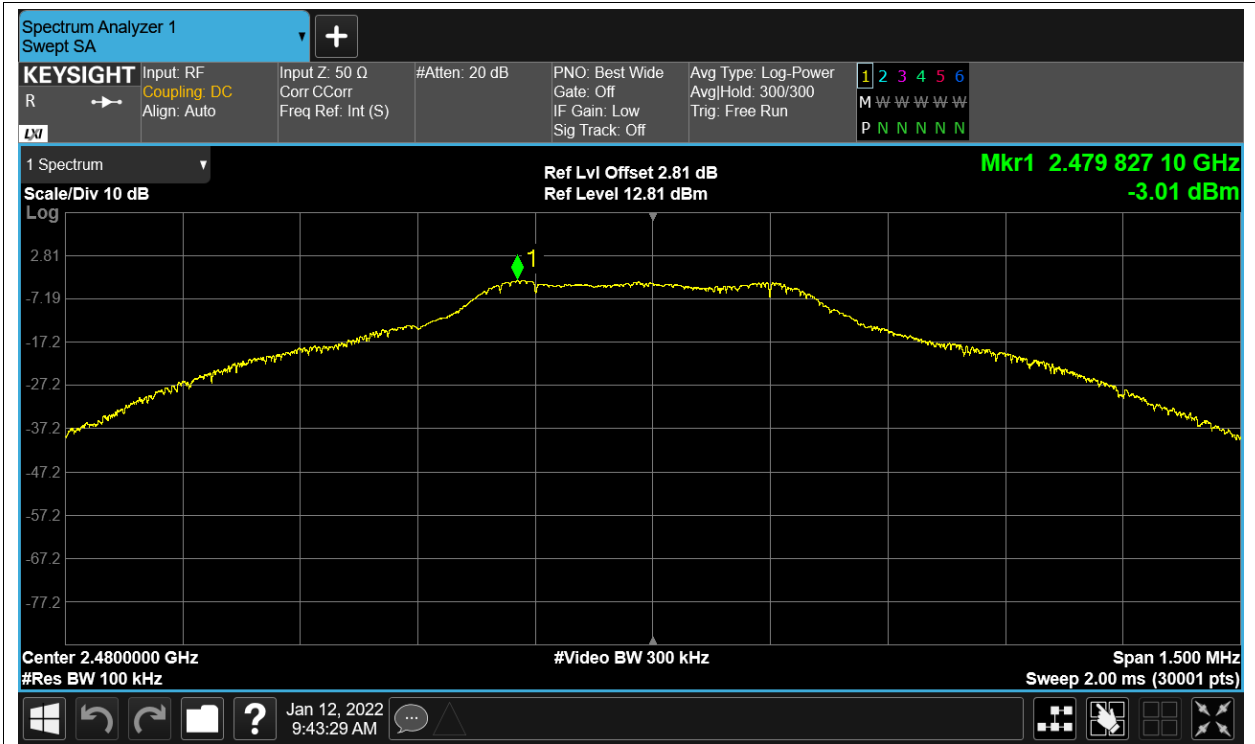 Spectrum Analyzer 1
Swept SA
KEYSIGHT
R
LXI
Input: RF
Coupling: DC
Align: Auto
Input Z: 50 Ω
Corr CCorr
Freq Ref: Int (S)
#Atten: 20 dB
PNO: Best Wide
Gate: Off
IF Gain: Low
Sig Track: Off
Avg Type: Log-Power
Avg|Hold: 300/300
Trig: Free Run
1 2 3 4 5 6
M W W W W W
P N N N N N
1 Spectrum
Scale/Div 10 dB
Log
Ref Lvl Offset 2.81 dB
Ref Level 12.81 dBm
Mkr1 2.479 827 10 GHz
-3.01 dBm
1
2.81
-7.19
-17.2
-27.2
-37.2
-47.2
-57.2
-67.2
-77.2
Center 2.4800000 GHz
#Video BW 300 kHz
Span 1.500 MHz
#Res BW 100 kHz
Sweep 2.00 ms (30001 pts)
?
Jan 12, 2022
9:43:29 AM